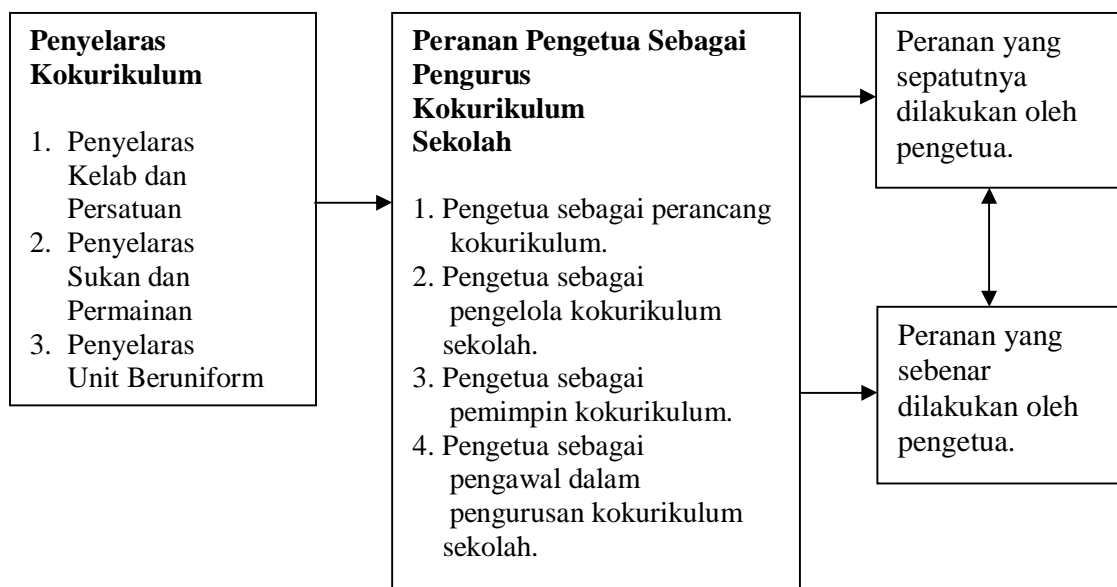 Penyelaras
Kokurikulum
1. Penyelaras
Kelab dan
Persatuan
2. Penyelaras
Sukan dan
Permainan
3. Penyelaras
Unit Beruniform
Peranan Pengetua Sebagai
Pengurus
Kokurikulum
Sekolah
1. Pengetua sebagai perancang
kokurikulum.
2. Pengetua sebagai
pengelola kokurikulum
sekolah.
3. Pengetua sebagai
pemimpin kokurikulum.
4. Pengetua sebagai
pengawal dalam
pengurusan kokurikulum
sekolah.
Peranan yang
sepatutnya
dilakukan oleh
pengetua.
Peranan yang
sebenar
dilakukan oleh
pengetua.